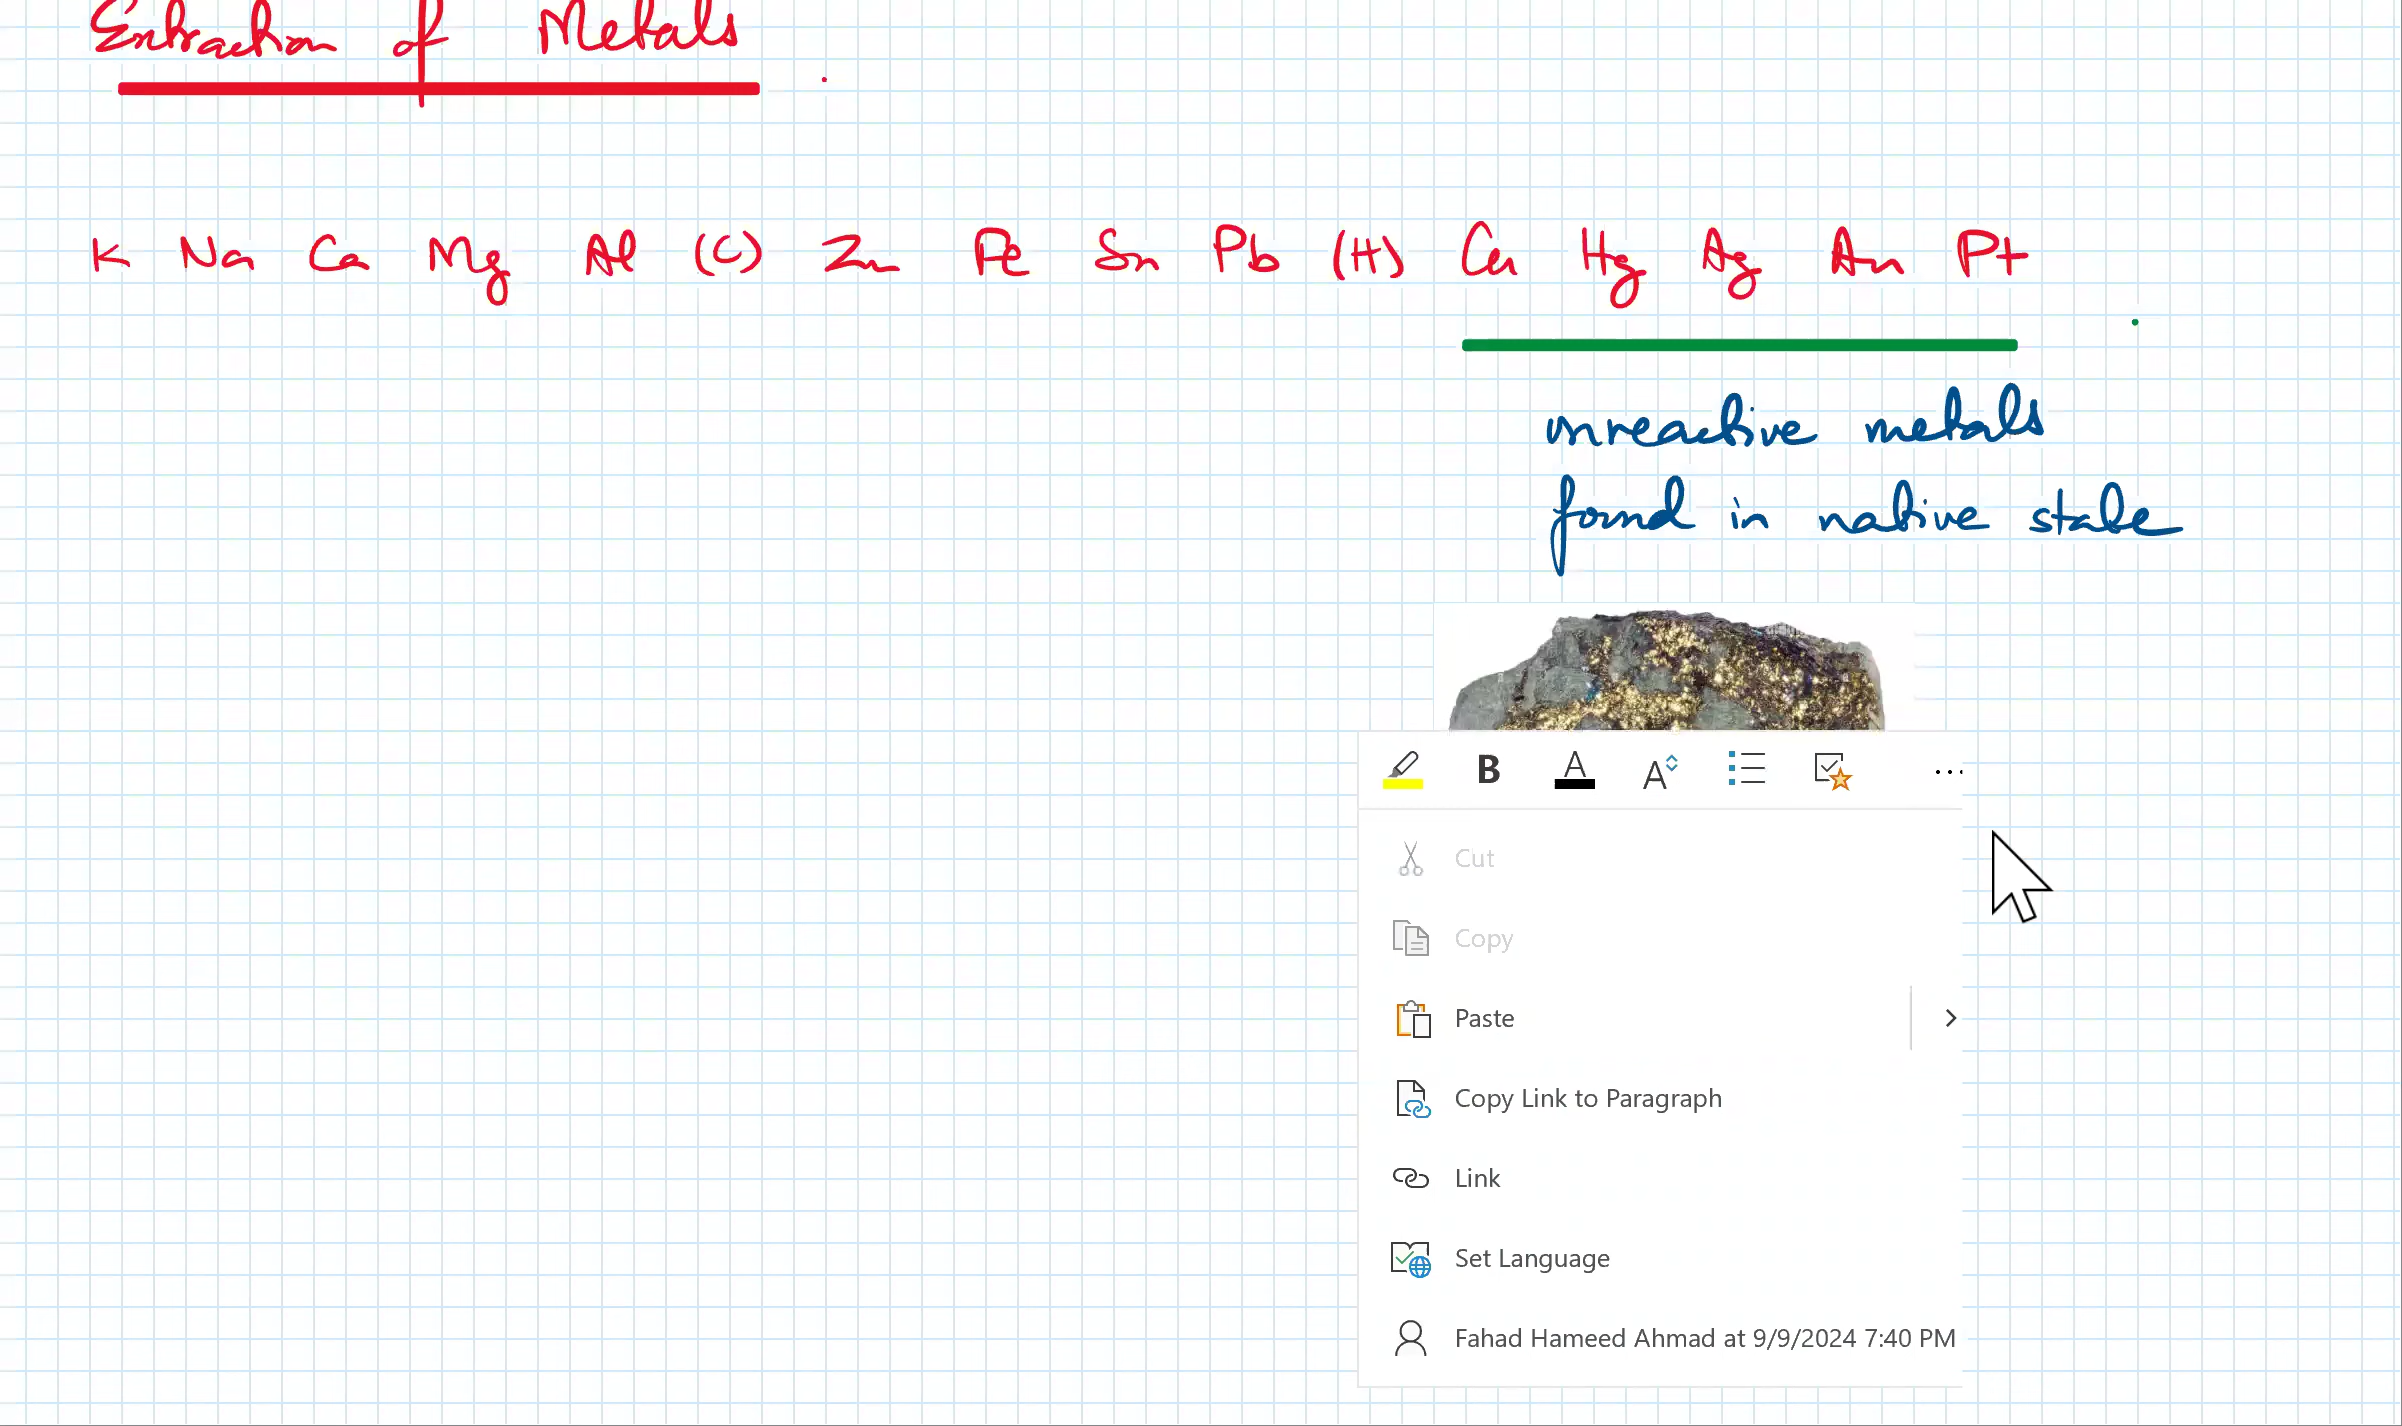 Extraction of Metals
K Na Ca Mg Al (C) Zn Fe Sn Pb (H) Cu Hg Ag Au Pt
unreactive metals
found in native state
B A A
Cut
Copy
Paste
Copy Link to Paragraph
Link
Set Language
Fahad Hameed Ahmad at 9/9/2024 7:40 PM